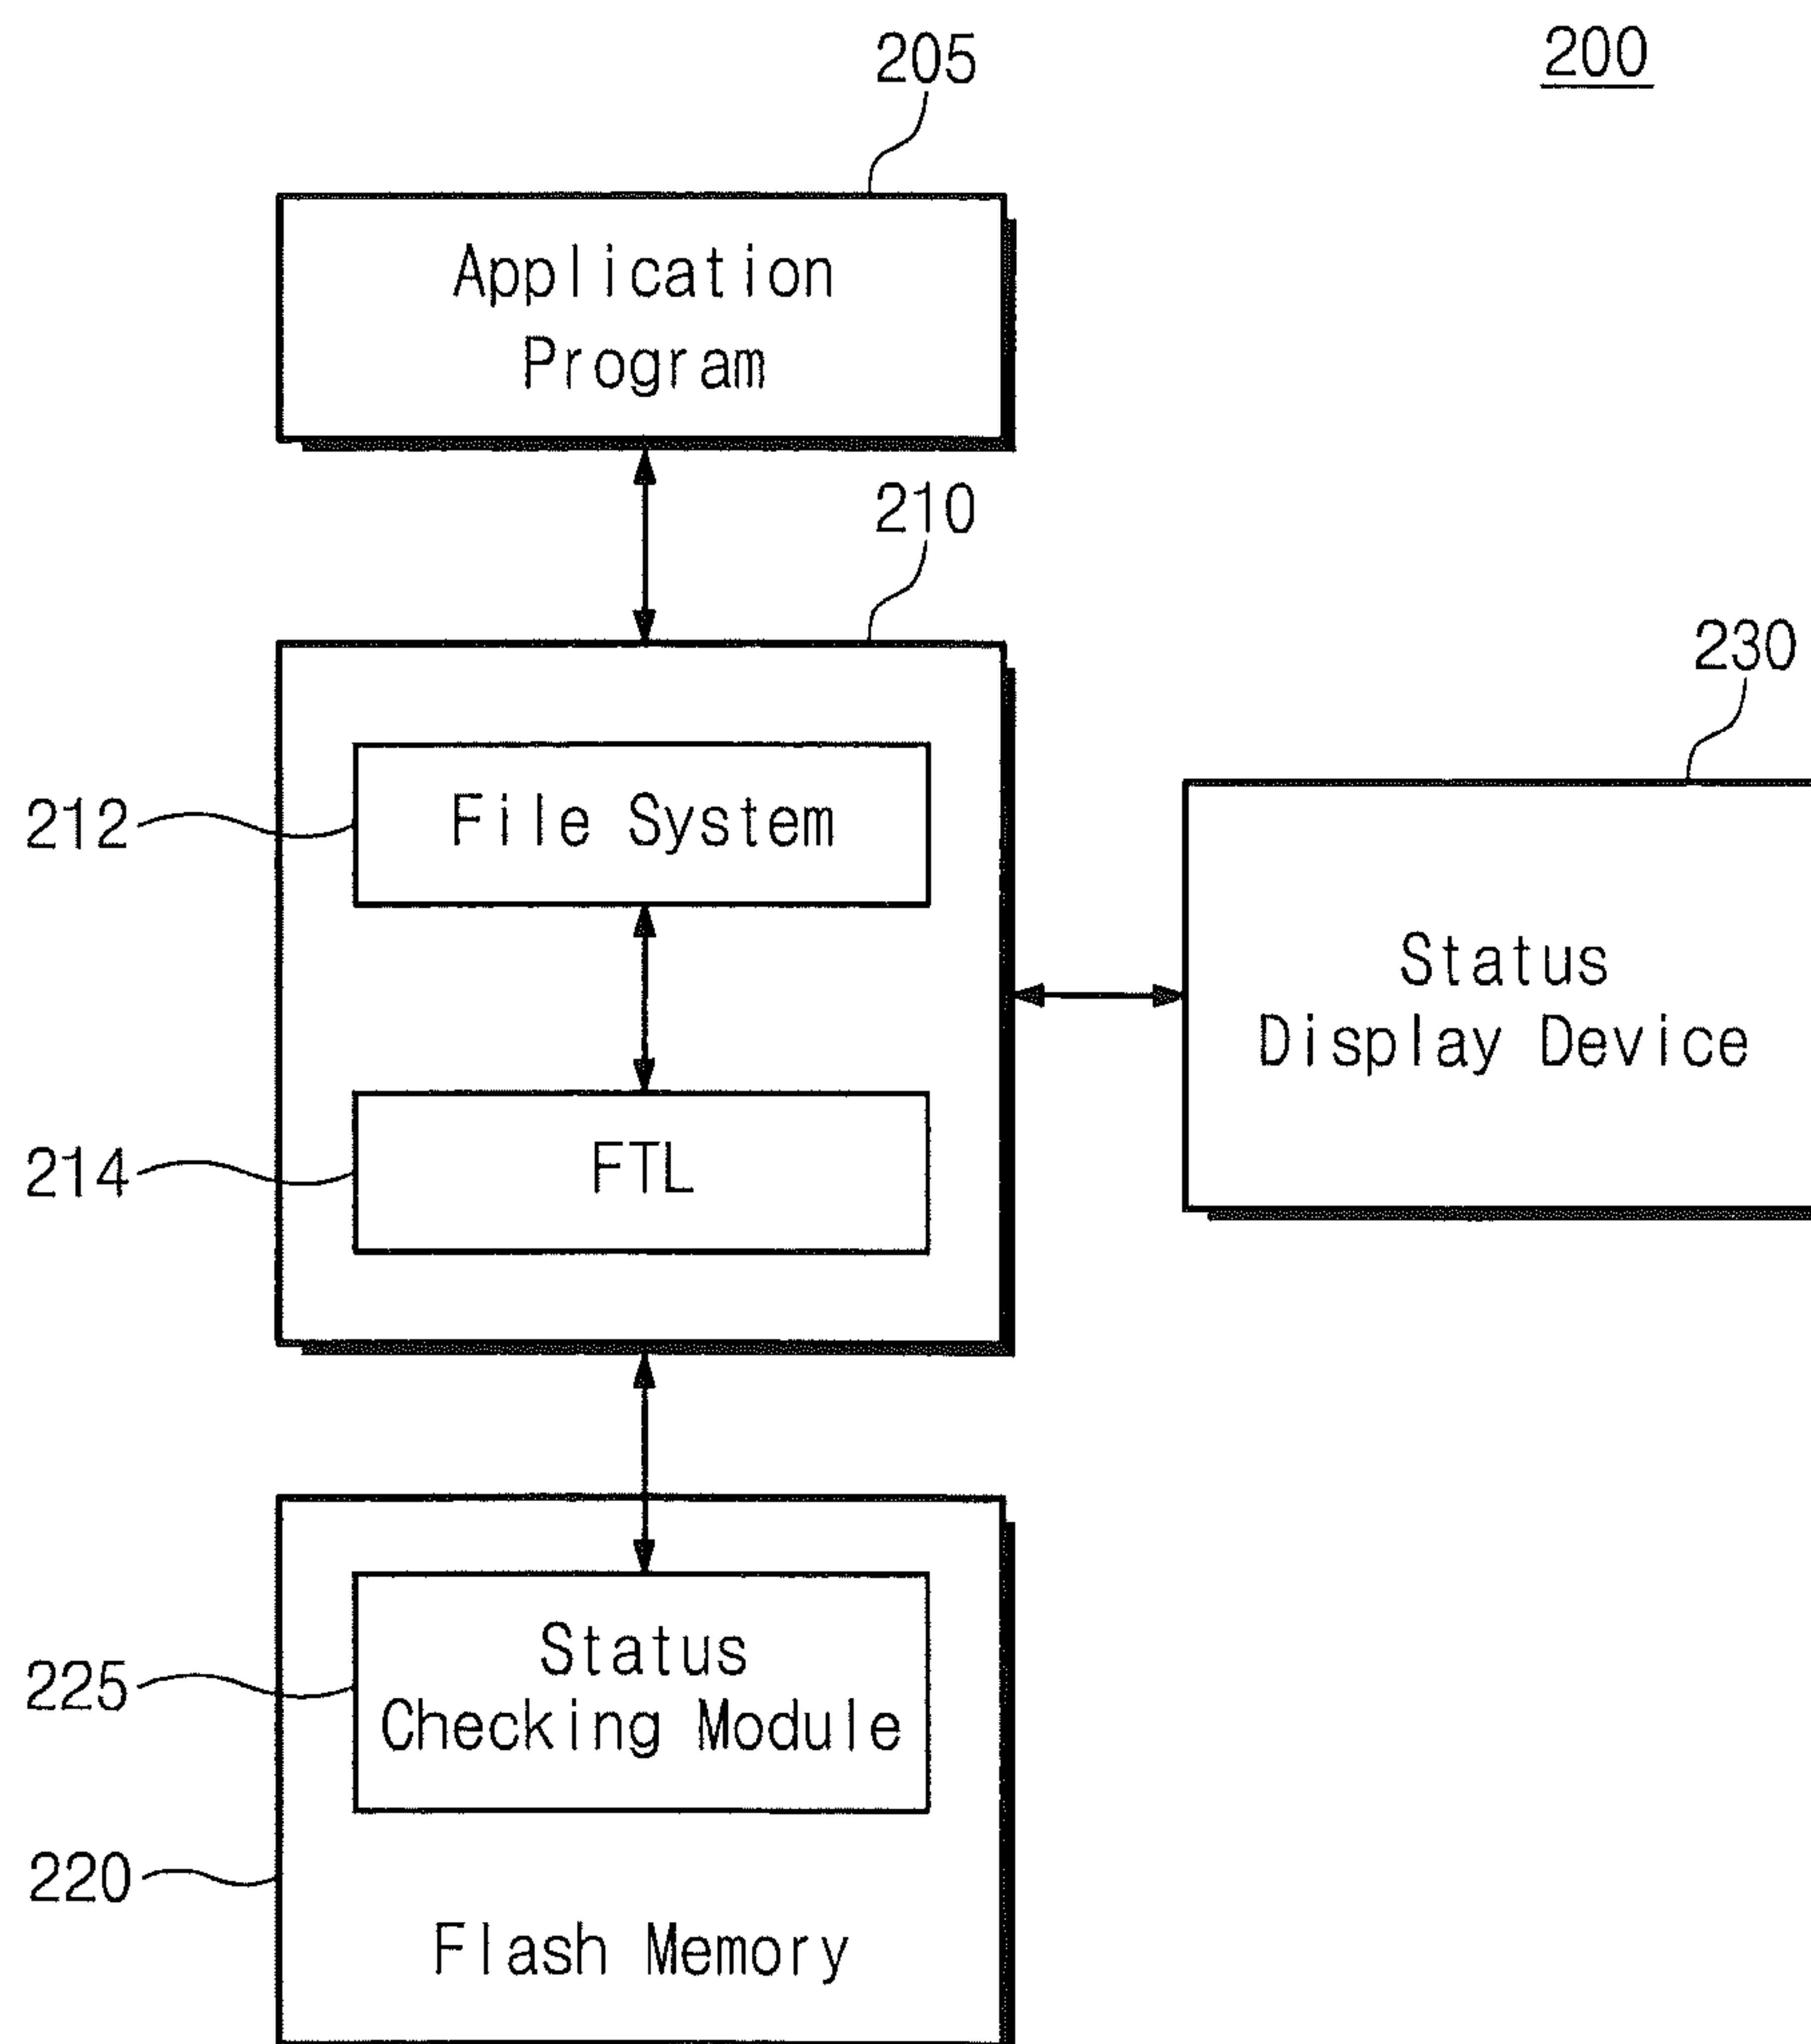 200
205
Application
Program
210
212
File System
230
Status
Display Device
214
FTL
225
Status
Checking Module
220
Flash Memory